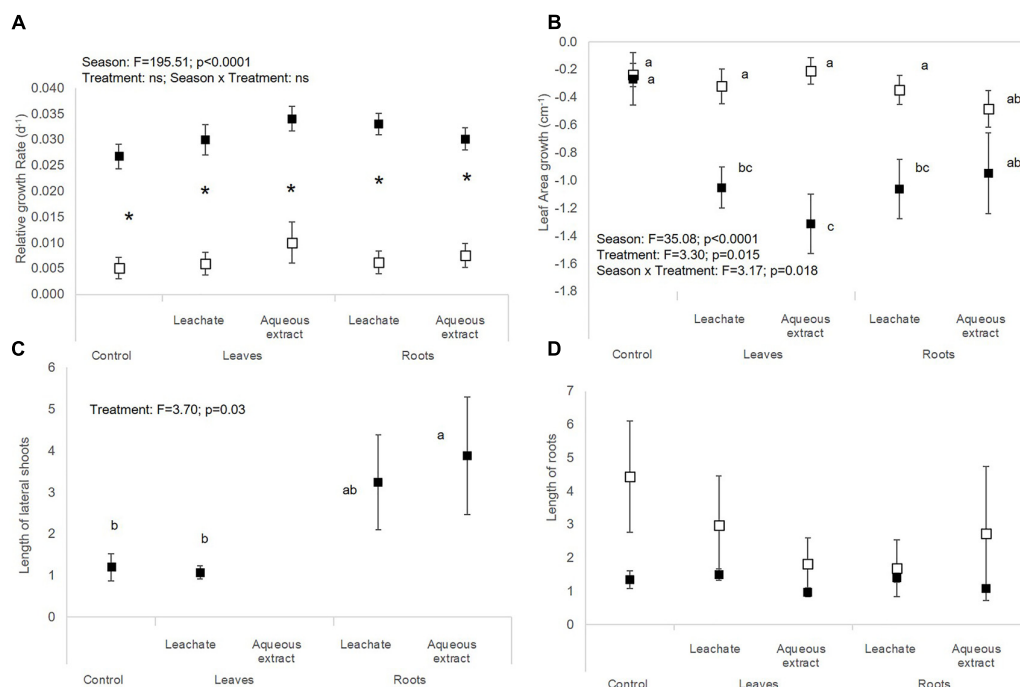 A
Season: F=195.51; p<0.0001
Treatment: ns; Season x Treatment: ns
Relative growth Rate (d⁻¹)
0.040
0.035
0.030
0.025
0.020
0.015
0.010
0.005
0.000
* * * * *
Leachate Aqueous extract Leachate Aqueous extract
Control Leaves Roots
B
Leaf Area growth (cm⁻¹)
0.0
-0.2
-0.4
-0.6
-0.8
-1.0
-1.2
-1.4
-1.6
-1.8
a a a a ab
a bc c bc ab
Season: F=35.08; p<0.0001
Treatment: F=3.30; p=0.015
Season x Treatment: F=3.17; p=0.018
Leachate Aqueous extract Leachate Aqueous extract
Control Leaves Roots
C
Length of lateral shoots
6
5
4
3
2
1
0
Treatment: F=3.70; p=0.03
b b ab a
Leachate Aqueous extract Leachate Aqueous extract
Control Leaves Roots
D
Length of roots
7
6
5
4
3
2
1
0
Leachate Aqueous extract Leachate Aqueous extract
Control Leaves Roots